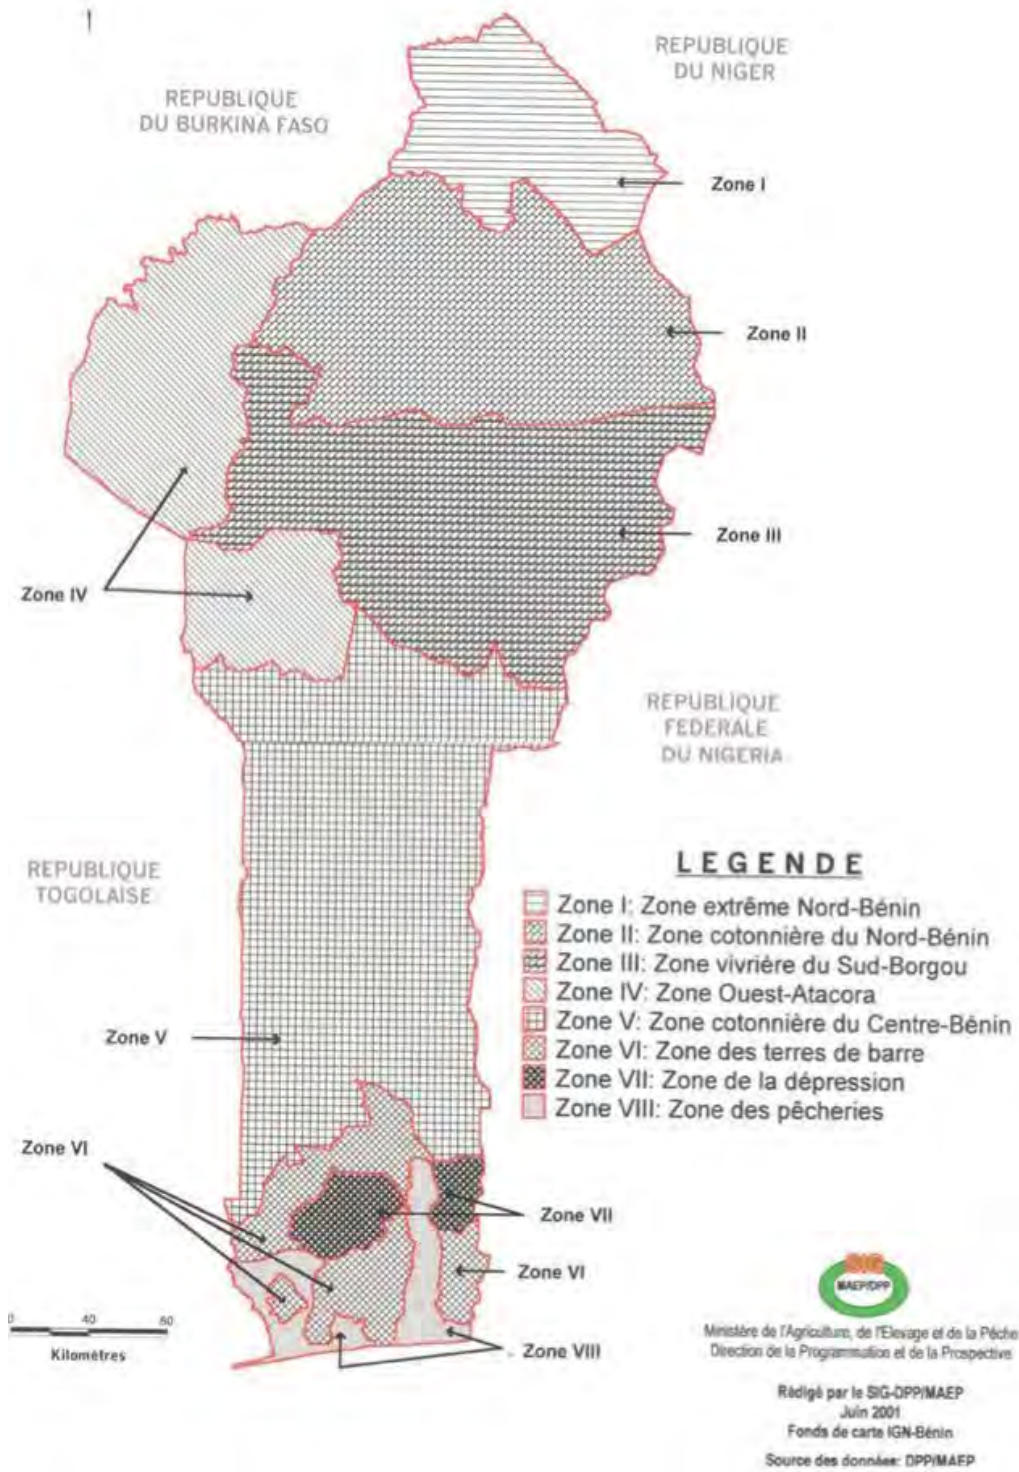 REPUBLIQUE
DU NIGER
REPUBLIQUE
DU BURKINA FASO
Zone I
Zone II
Zone III
Zone IV
REPUBLIQUE
FEDERALE
DU NIGERIA
REPUBLIQUE
TOGOLAISE
LEGENDE
Zone I: Zone extrême Nord-Bénin
Zone II: Zone cotonnière du Nord-Bénin
Zone III: Zone vivrière du Sud-Borgou
Zone IV: Zone Ouest-Atacora
Zone V: Zone cotonnière du Centre-Bénin
Zone VI: Zone des terres de barre
Zone VII: Zone de la dépression
Zone VIII: Zone des pêcheries
Zone V
Zone VI
Zone VII
Zone VI
Zone VIII
0 40 60
Kilomètres
SIG
MAEP/DPP
Ministère de l'Agriculture, de l'Elevage et de la Pêche
Direction de la Programmation et de la Prospective
Rédigé par le SIG-DPP/MAEP
Juin 2001
Fonds de carte IGN-Bénin
Source des données: DPP/MAEP